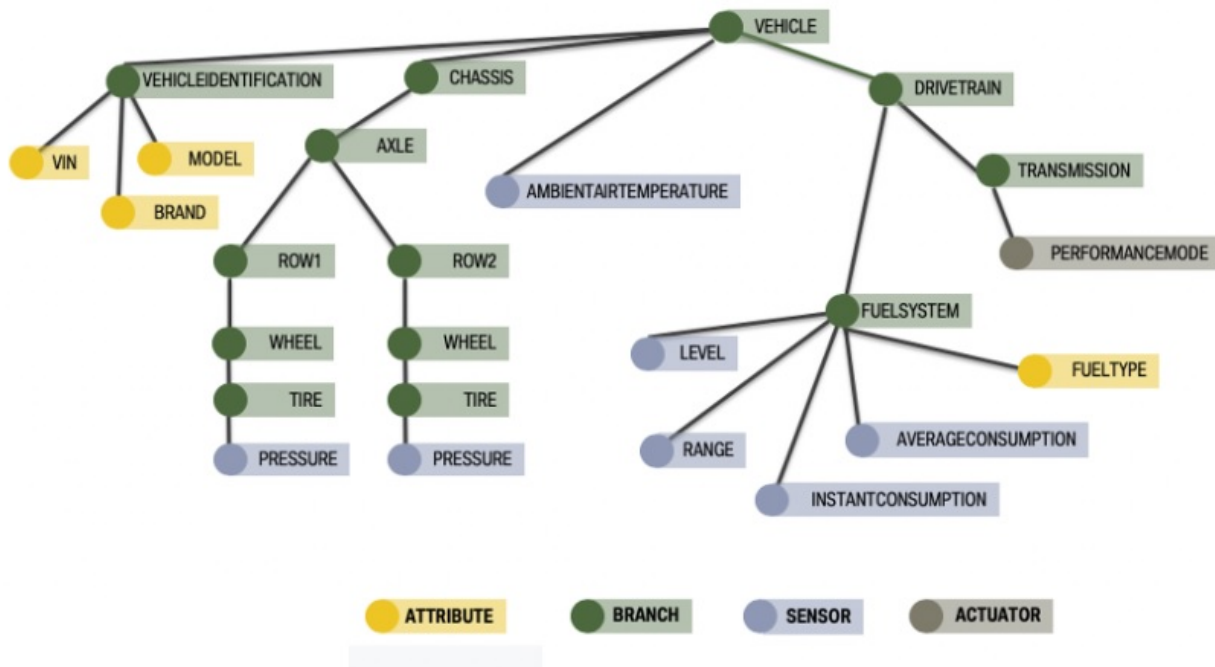 VEHICLE
VEHICLEIDENTIFICATION
CHASSIS
DRIVETRAIN
VIN
MODEL
BRAND
AXLE
AMBIENTAIRTEMPERATURE
TRANSMISSION
PERFORMANCEMODE
ROW1
ROW2
WHEEL
WHEEL
TIRE
TIRE
PRESSURE
PRESSURE
FUELSYSTEM
LEVEL
FUELTYPE
RANGE
AVERAGECONSUMPTION
INSTANTCONSUMPTION
ATTRIBUTE
BRANCH
SENSOR
ACTUATOR